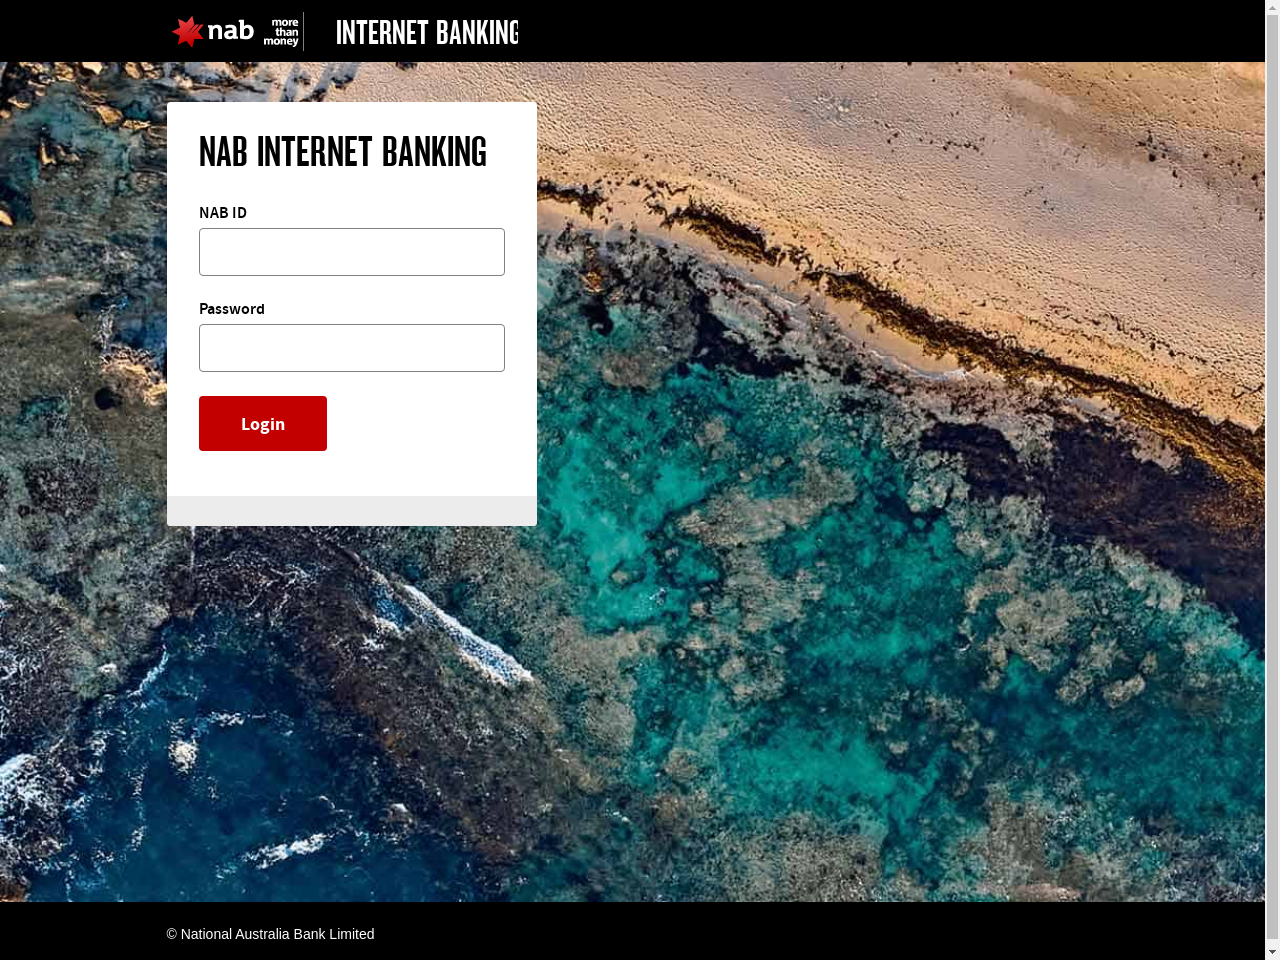 nab
more
than
money
INTERNET BANKING
NAB INTERNET BANKING
NAB ID
Password
Login
© National Australia Bank Limited